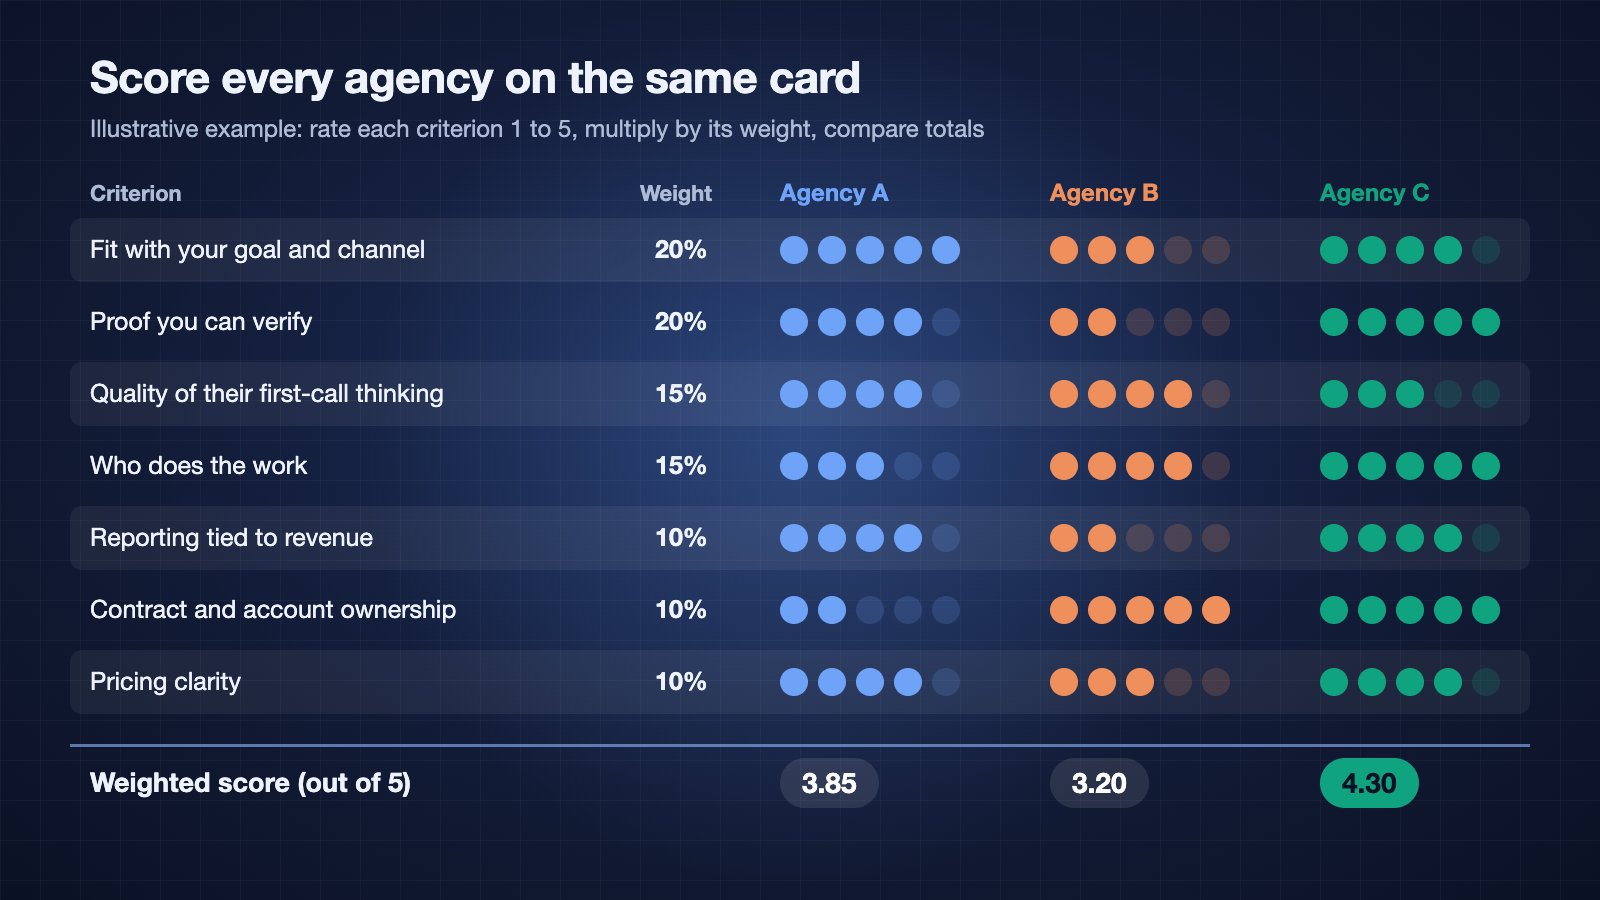 Score every agency on the same card
Illustrative example: rate each criterion 1 to 5, multiply by its weight, compare totals
Criterion Weight Agency A Agency B Agency C
Fit with your goal and channel 20%
Proof you can verify 20%
Quality of their first-call thinking 15%
Who does the work 15%
Reporting tied to revenue 10%
Contract and account ownership 10%
Pricing clarity 10%
Weighted score (out of 5) 3.85 3.20 4.30